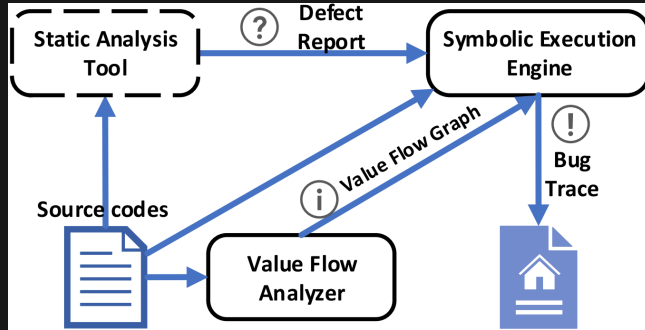 Static Analysis
Tool
?
Defect
Report
Symbolic Execution
Engine
!
Bug
Trace
i
Value Flow Graph
Source codes
Value Flow
Analyzer